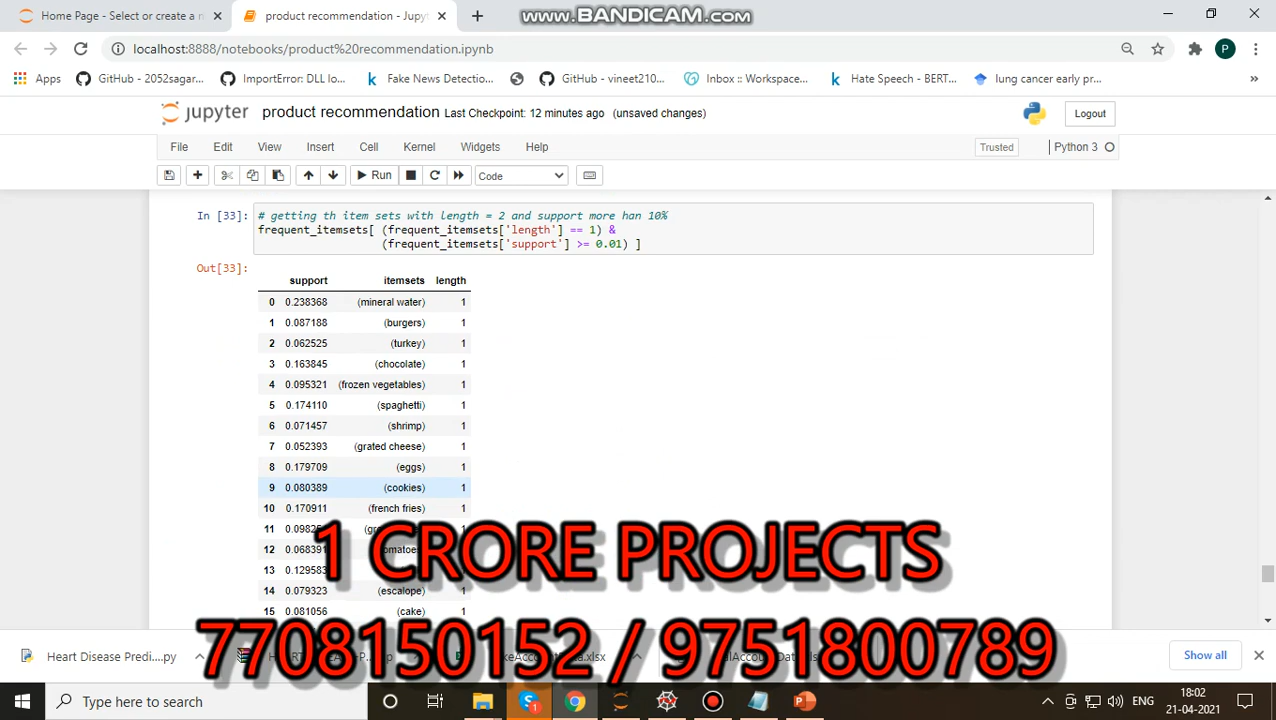 Home Page - Select or create a n
product recommendation - Jupyt
www.BANDICAM.com
localhost:8888/notebooks/product%20recommendation.ipynb
P
Apps
GitHub - 2052sagar...
ImportError: DLL lo...
Fake News Detectio...
GitHub - vineet210...
Inbox :: Workspace...
Hate Speech - BERT...
lung cancer early pr...
»
jupyter product recommendation Last Checkpoint: 12 minutes ago (unsaved changes)
Logout
File Edit View Insert Cell Kernel Widgets Help
Trusted
Python 3
Run
Code
In [33]: # getting th item sets with length = 2 and support more han 10%
frequent_itemsets[ (frequent_itemsets['length'] == 1) &
(frequent_itemsets['support'] >= 0.01) ]
Out[33]:
support itemsets length
0 0.238368 (mineral water) 1
1 0.087188 (burgers) 1
2 0.062525 (turkey) 1
3 0.163845 (chocolate) 1
4 0.095321 (frozen vegetables) 1
5 0.174110 (spaghetti) 1
6 0.071457 (shrimp) 1
7 0.052393 (grated cheese) 1
8 0.179709 (eggs) 1
9 0.080389 (cookies) 1
10 0.170911 (french fries) 1
11
12 0.068391
13 0.129583
14 0.079323 (escalope) 1
15 0.081056 (cake) 1
1 CRORE PROJECTS
7708150152 / 9751800789
Heart Disease Predi....py
Show all
Type here to search
ENG
18:02
21-04-2021